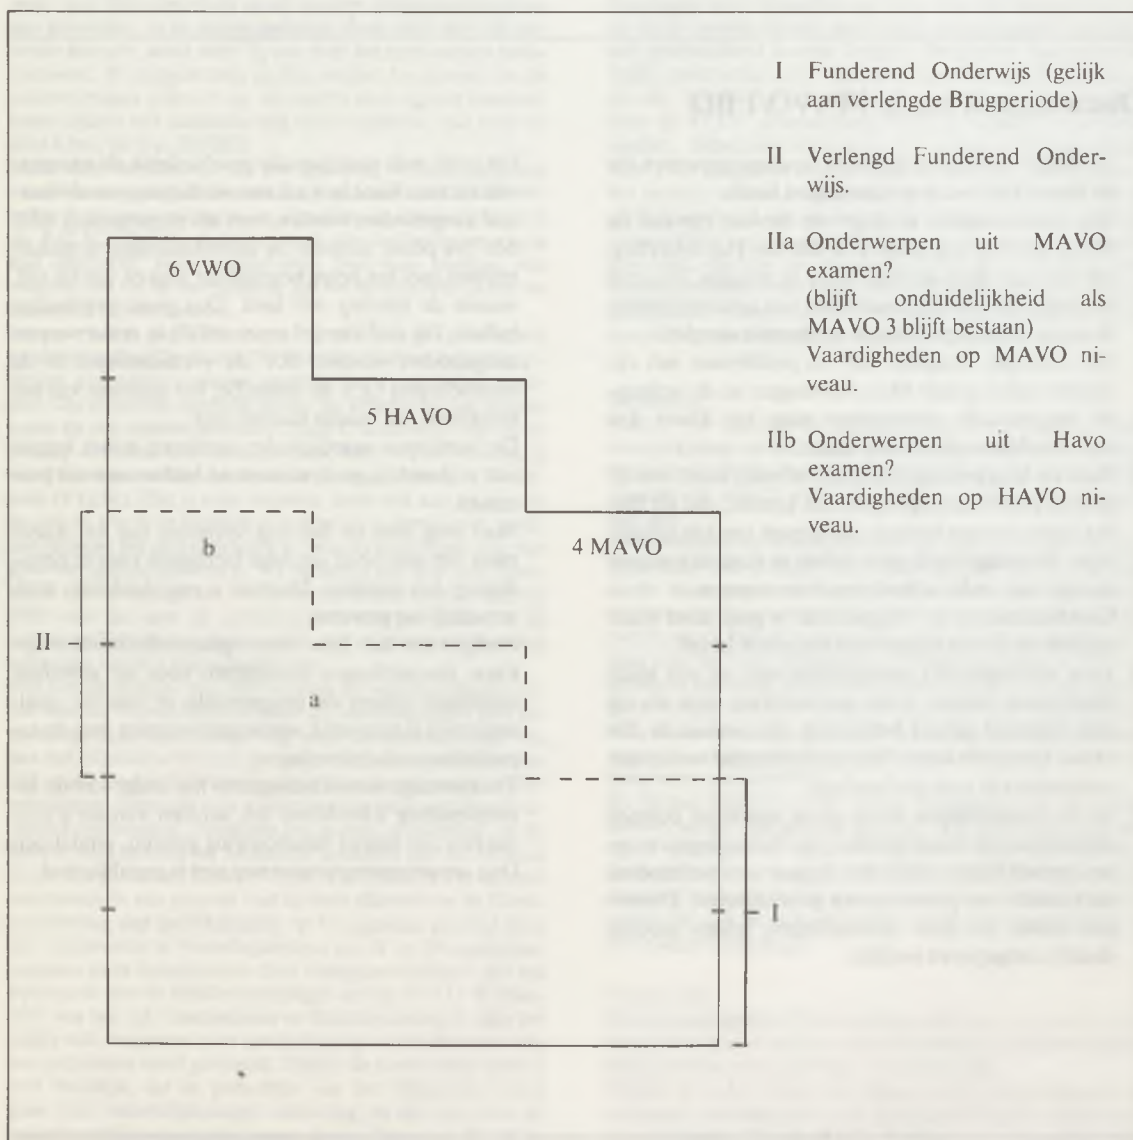 I Funderend Onderwijs (gelijk
aan verlengde Brugperiode)
II Verlengd Funderend Onder-
wijs.
IIa Onderwerpen uit MAVO
examen?
(blijft onduidelijkheid als
MAVO 3 blijft bestaan)
Vaardigheden op MAVO ni-
veau.
IIb Onderwerpen uit Havo
examen?
Vaardigheden op HAVO ni-
veau.
6 VWO
5 HAVO
4 MAVO
b
II
a
I